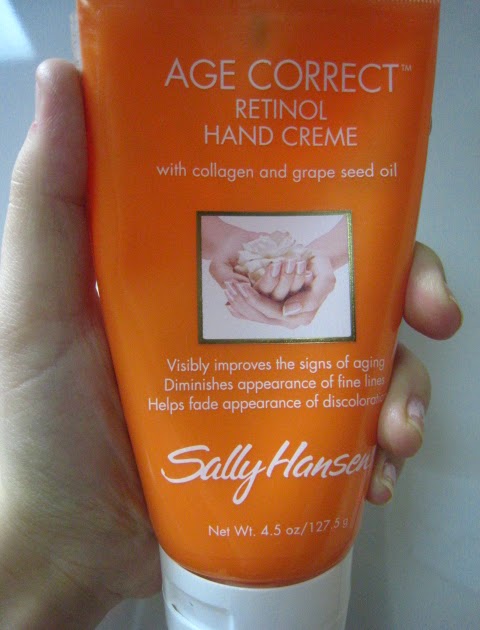 AGE CORRECT™
RETINOL
HAND CREME
with collagen and grape seed oil
Visibly improves the signs of aging
Diminishes appearance of fine lines
Helps fade appearance of discoloratio
Sally Hansen
Net Wt. 4.5 oz/127.5 g